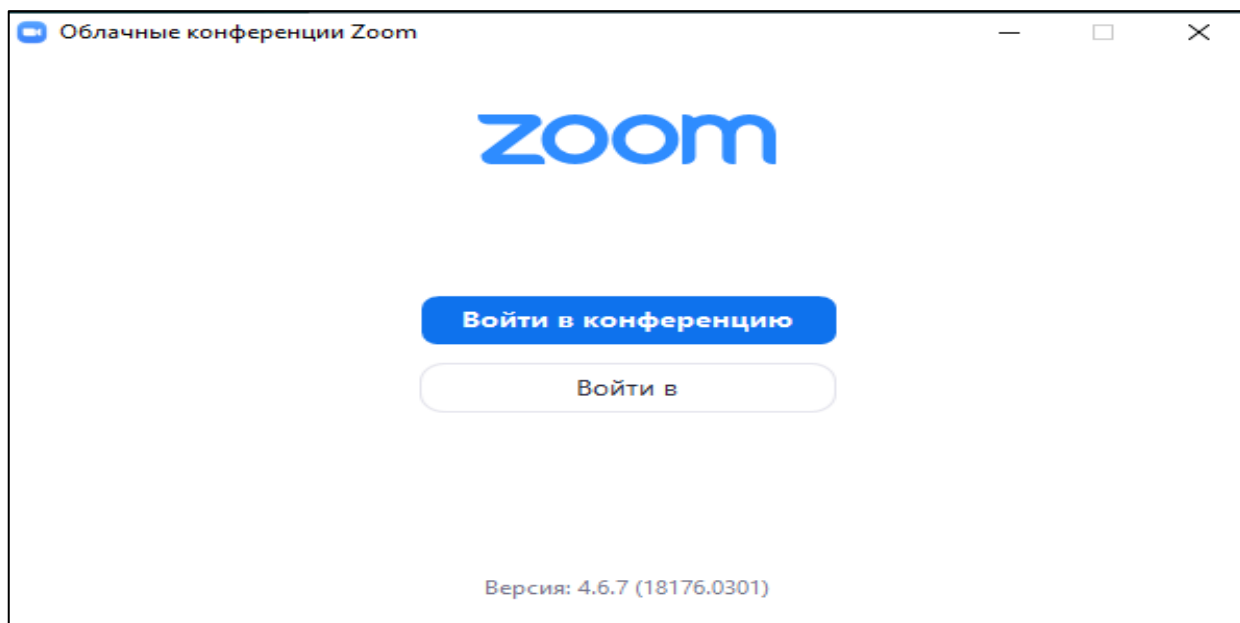 Облачные конференции Zoom
zoom
Войти в конференцию
Войти в
Версия: 4.6.7 (18176.0301)